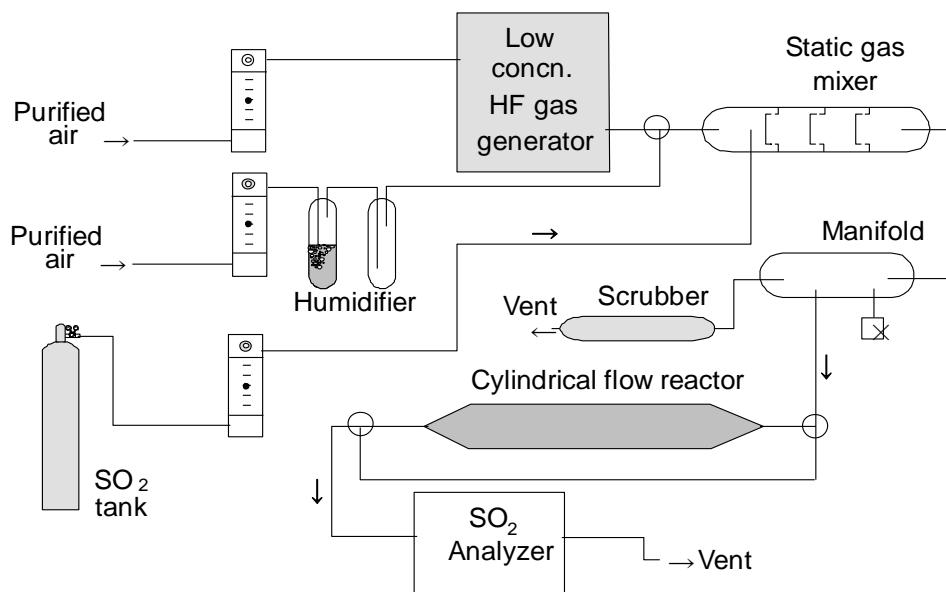 Low
concn.
HF gas
generator
Static gas
mixer
Purified
air
Purified
air
Humidifier
Manifold
Vent
Scrubber
Cylindrical flow reactor
SO₂
tank
SO₂
Analyzer
Vent